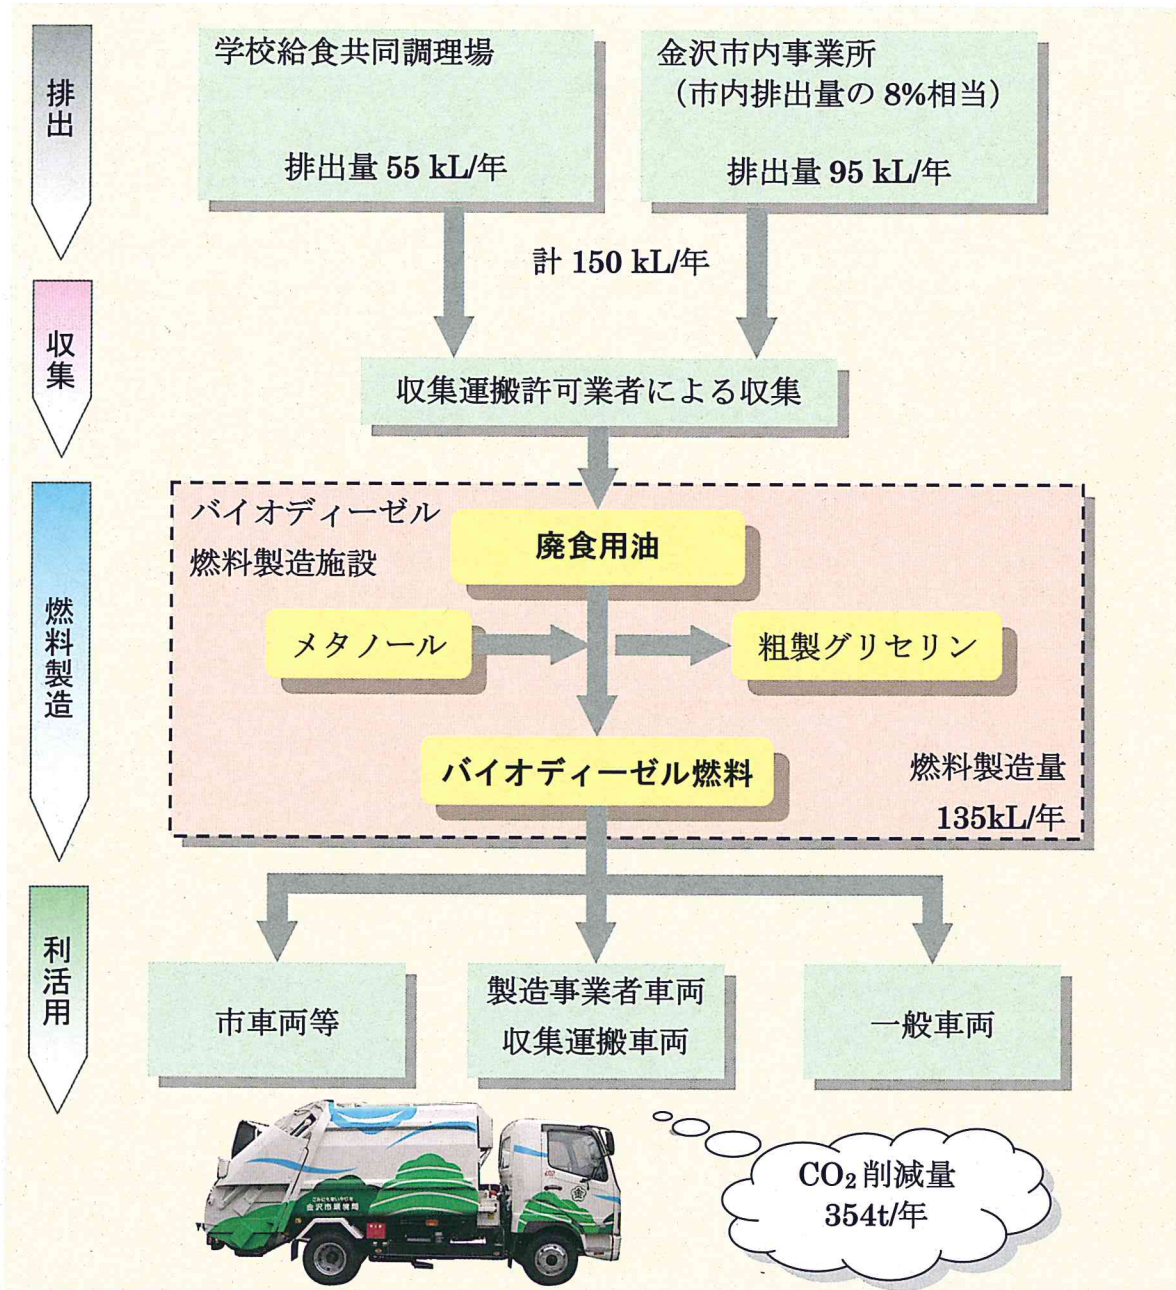 排出
学校給食共同調理場
排出量 55 kL/年
金沢市内事業所
（市内排出量の 8%相当）
排出量 95 kL/年
計 150 kL/年
収集
収集運搬許可業者による収集
燃料製造
バイオディーゼル
燃料製造施設
廃食用油
メタノール
粗製グリセリン
バイオディーゼル燃料
燃料製造量
135kL/年
利活用
市車両等
製造事業者車両
収集運搬車両
一般車両
金沢市環境局
CO₂削減量
354t/年